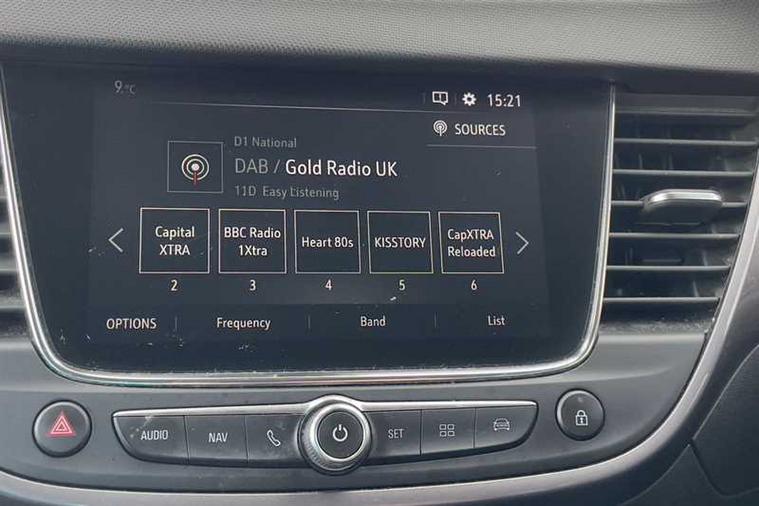 9.°C
15:21
SOURCES
D1 National
DAB / Gold Radio UK
11D Easy Listening
Capital XTRA
BBC Radio 1Xtra
Heart 80s
KISSTORY
CapXTRA Reloaded
2 3 4 5 6
OPTIONS Frequency Band List
AUDIO NAV SET